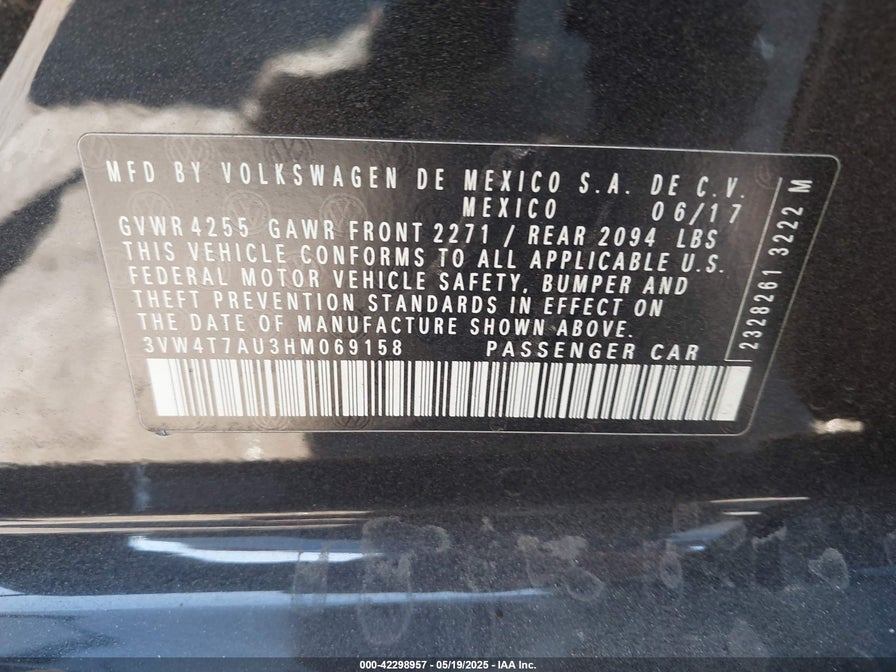 MFD BY VOLKSWAGEN DE MEXICO S.A. DE C.V.
MEXICO 06/17
GVWR 4255 GAWR FRONT 2271 / REAR 2094 LBS
THIS VEHICLE CONFORMS TO ALL APPLICABLE U.S.
FEDERAL MOTOR VEHICLE SAFETY, BUMPER AND
THEFT PREVENTION STANDARDS IN EFFECT ON
THE DATE OF MANUFACTURE SHOWN ABOVE.
3VW4T7AU3HM069158 PASSENGER CAR
2328261 3222 M
000-42298957 - 05/19/2025 - IAA Inc.